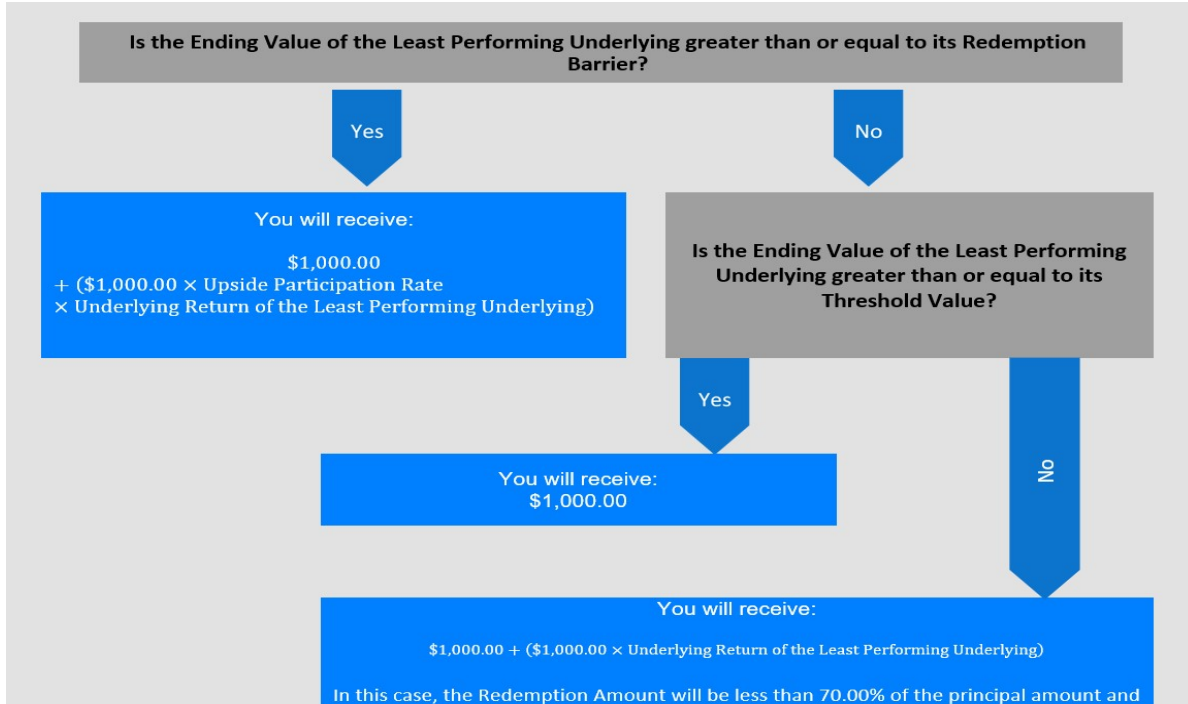 Is the Ending Value of the Least Performing Underlying greater than or equal to its Redemption
Barrier?
Yes
No
You will receive:
$1,000.00
+ ($1,000.00 × Upside Participation Rate
× Underlying Return of the Least Performing Underlying)
Is the Ending Value of the Least Performing
Underlying greater than or equal to its
Threshold Value?
Yes
No
You will receive:
$1,000.00
You will receive:
$1,000.00 + ($1,000.00 × Underlying Return of the Least Performing Underlying)
In this case, the Redemption Amount will be less than 70.00% of the principal amount and